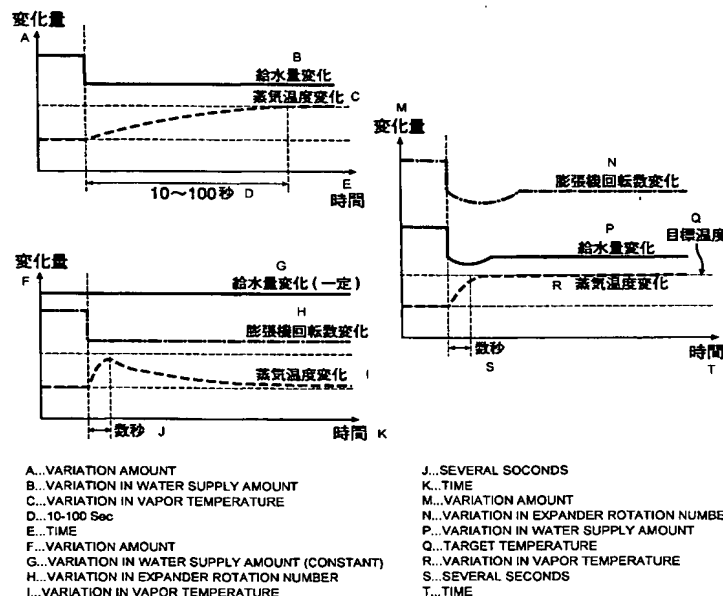 変化量
A
B
給水量変化
蒸気温度変化 C
10～100秒 D
E
時間
変化量
F
G
給水量変化(一定)
H
膨張機回転数変化
蒸気温度変化 I
数秒 J
時間 K
M
変化量
N
膨張機回転数変化
Q
目標温度
P
給水量変化
R 蒸気温度変化
数秒
S
時間
T
A...VARIATION AMOUNT
B...VARIATION IN WATER SUPPLY AMOUNT
C...VARIATION IN VAPOR TEMPERATURE
D...10-100 Sec
E...TIME
F...VARIATION AMOUNT
G...VARIATION IN WATER SUPPLY AMOUNT (CONSTANT)
H...VARIATION IN EXPANDER ROTATION NUMBER
I...VARIATION IN VAPOR TEMPERATURE
J...SEVERAL SOCONDS
K...TIME
M...VARIATION AMOUNT
N...VARIATION IN EXPANDER ROTATION NUMBE
P...VARIATION IN WATER SUPPLY AMOUNT
Q...TARGET TEMPERATURE
R...VARIATION IN VAPOR TEMPERATURE
S...SEVERAL SECONDS
T...TIME